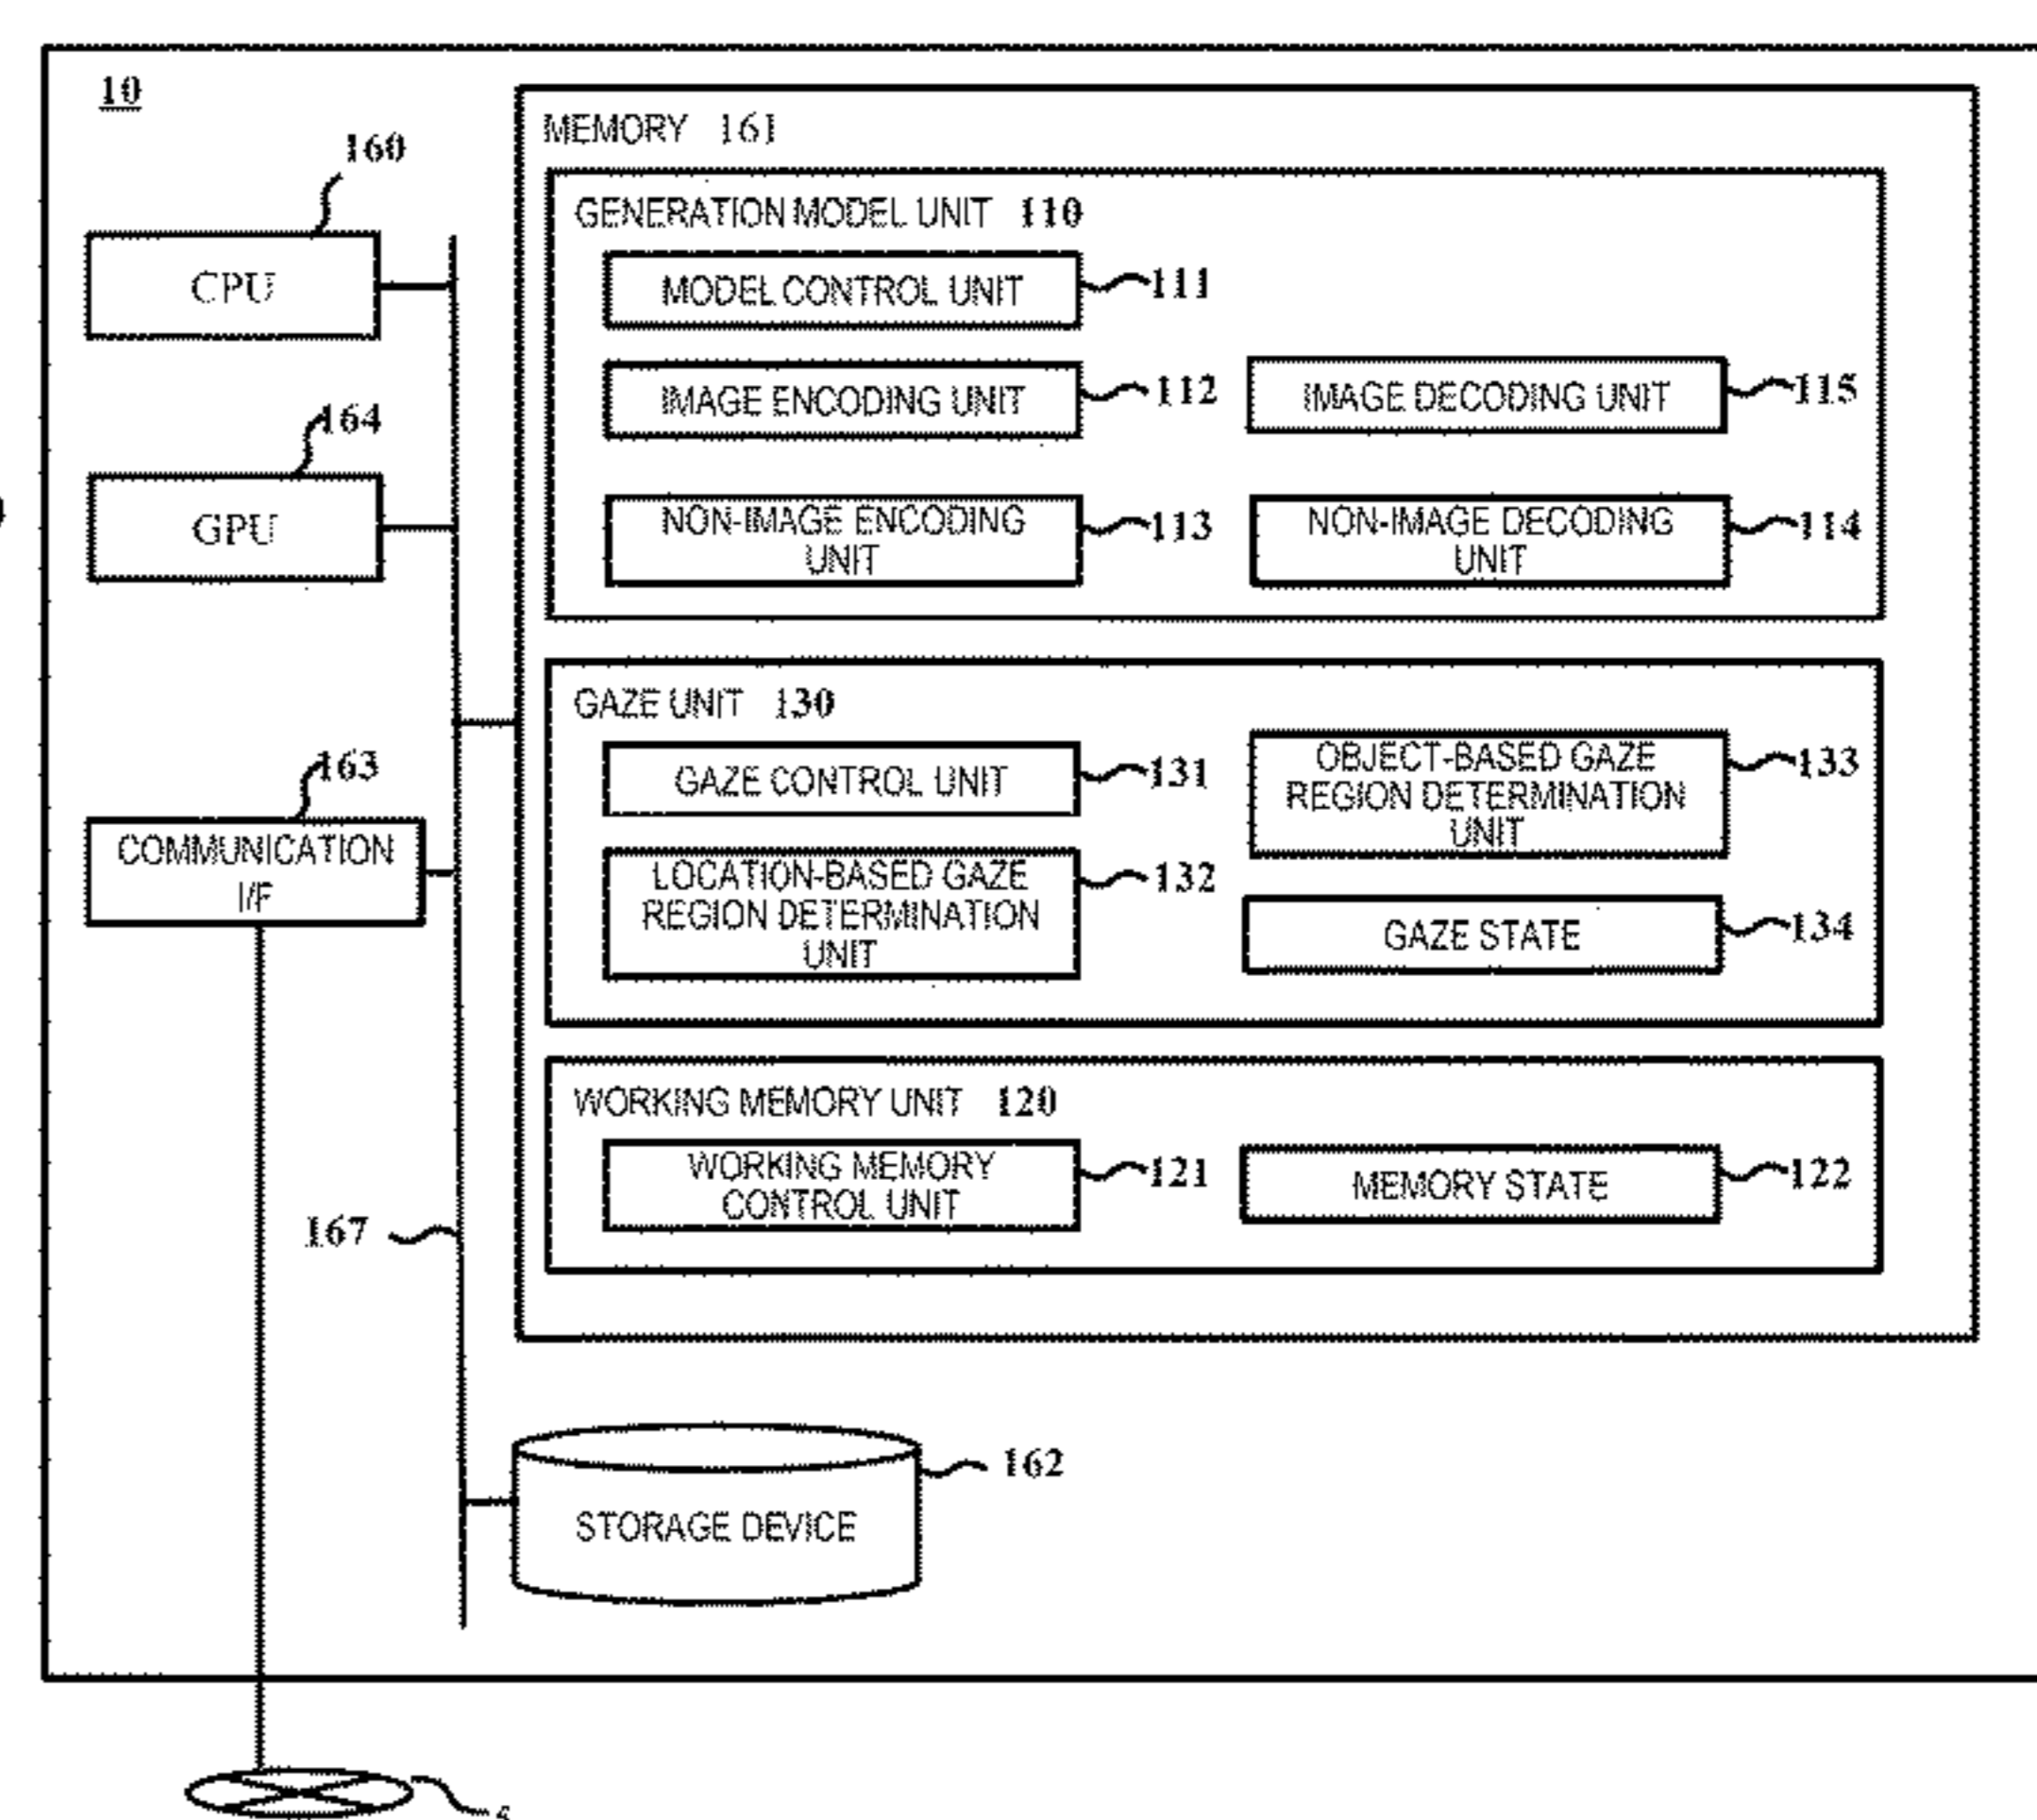 10
160
CPU
164
GPU
163
COMMUNICATION
I/F
167
MEMORY 161
GENERATION MODEL UNIT 110
MODEL CONTROL UNIT
111
IMAGE ENCODING UNIT
112
IMAGE DECODING UNIT
115
NON-IMAGE ENCODING
UNIT
113
NON-IMAGE DECODING
UNIT
114
GAZE UNIT 130
GAZE CONTROL UNIT
131
OBJECT-BASED GAZE
REGION DETERMINATION
UNIT
133
LOCATION-BASED GAZE
REGION DETERMINATION
UNIT
132
GAZE STATE
134
WORKING MEMORY UNIT 120
WORKING MEMORY
CONTROL UNIT
121
MEMORY STATE
122
162
STORAGE DEVICE